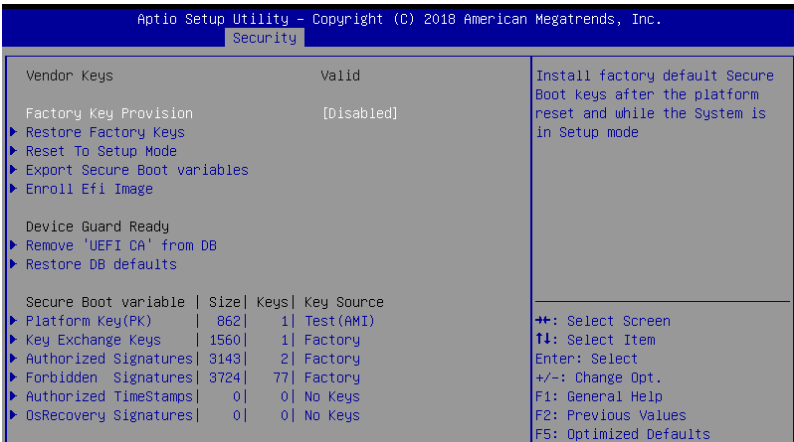 Aptio Setup Utility – Copyright (C) 2018 American Megatrends, Inc.
Security
Vendor Keys Valid
Factory Key Provision [Disabled]
Restore Factory Keys
Reset To Setup Mode
Export Secure Boot variables
Enroll Efi Image
Device Guard Ready
Remove 'UEFI CA' from DB
Restore DB defaults
Secure Boot variable | Size| Keys| Key Source
Platform Key(PK) | 862| 1| Test(AMI)
Key Exchange Keys | 1560| 1| Factory
Authorized Signatures| 3143| 2| Factory
Forbidden Signatures| 3724| 77| Factory
Authorized TimeStamps| 0| 0| No Keys
OsRecovery Signatures| 0| 0| No Keys
Install factory default Secure
Boot keys after the platform
reset and while the System is
in Setup mode
→←: Select Screen
↑↓: Select Item
Enter: Select
+/-: Change Opt.
F1: General Help
F2: Previous Values
F5: Optimized Defaults